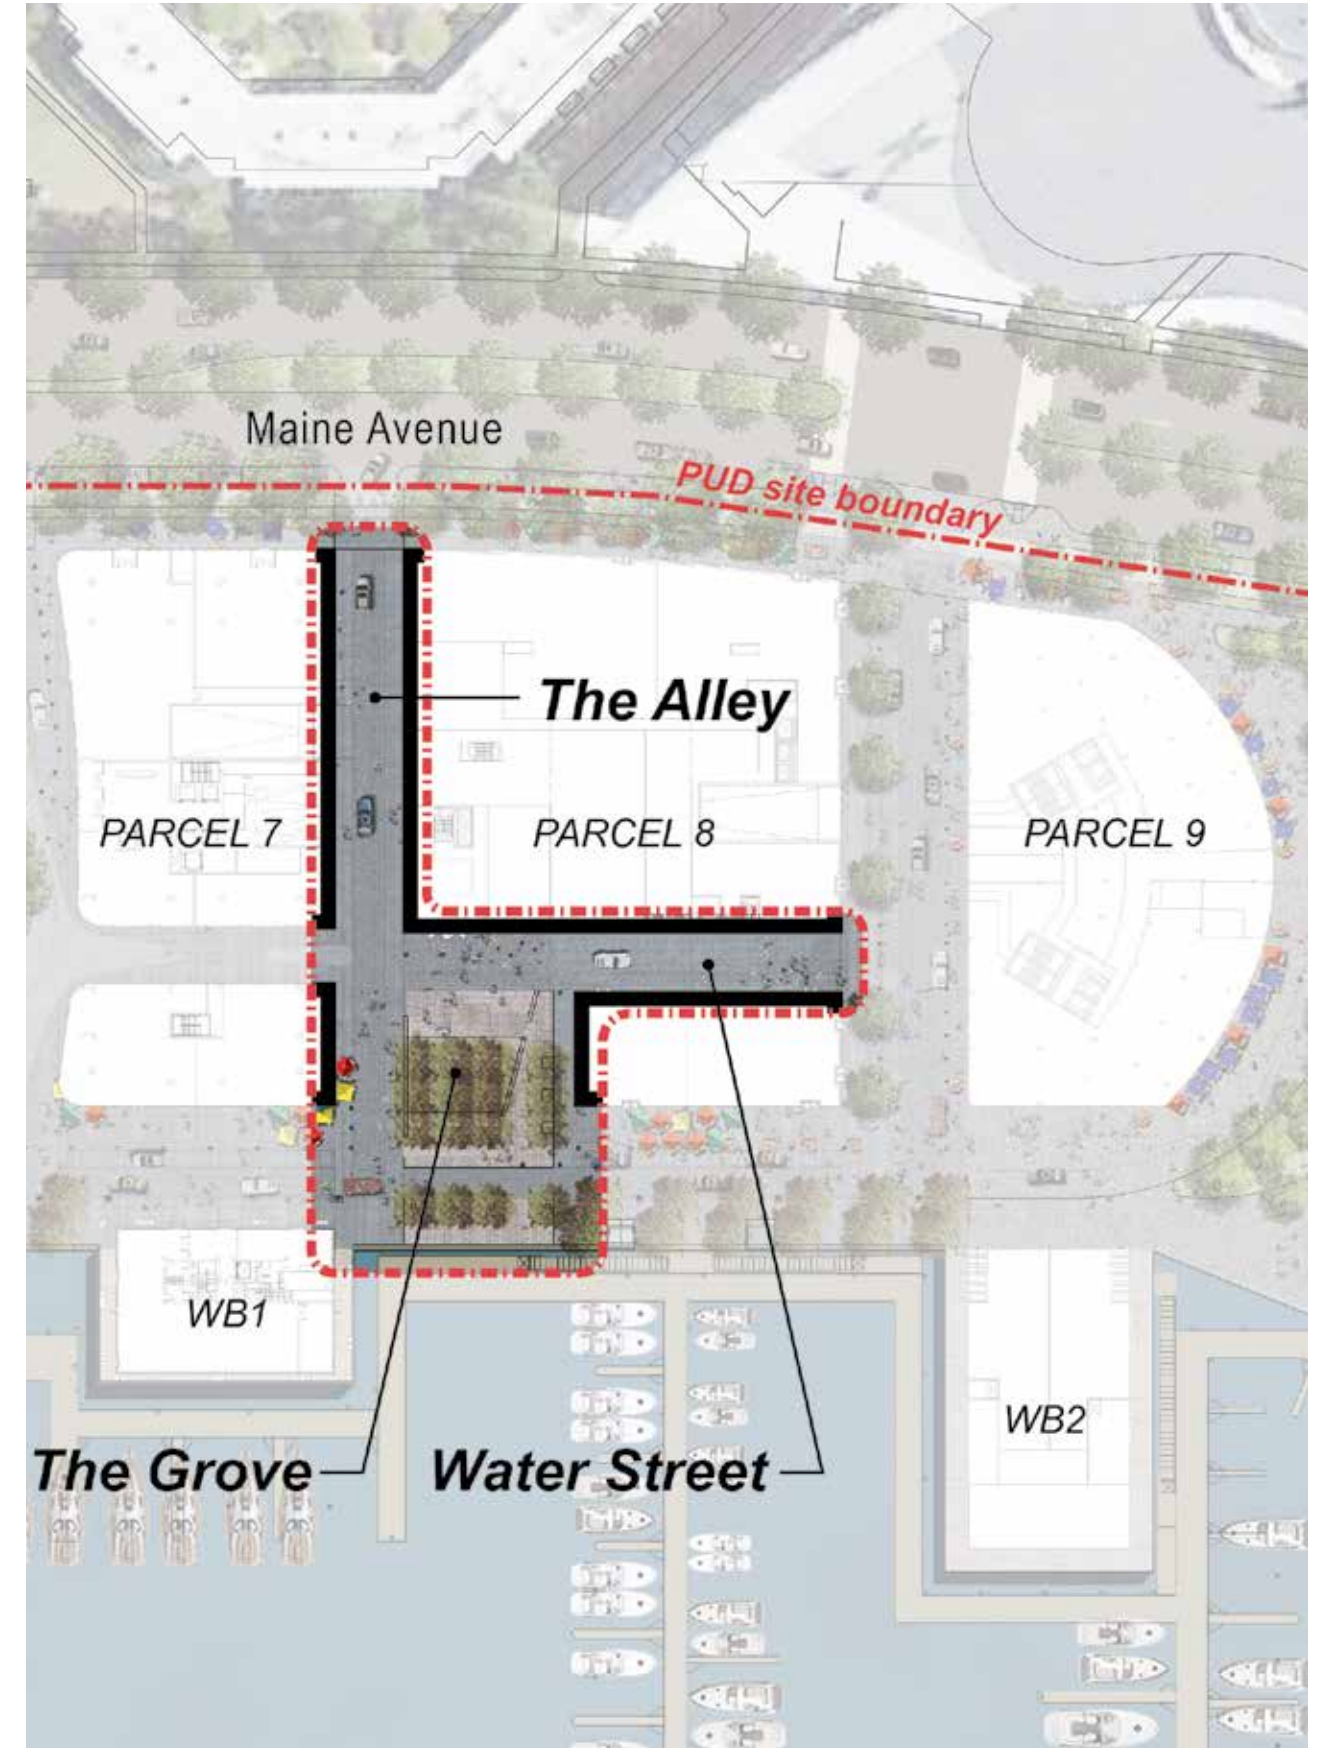 Maine Avenue
PUD site boundary
The Alley
PARCEL 7
PARCEL 8
PARCEL 9
WB1
WB2
The Grove
Water Street